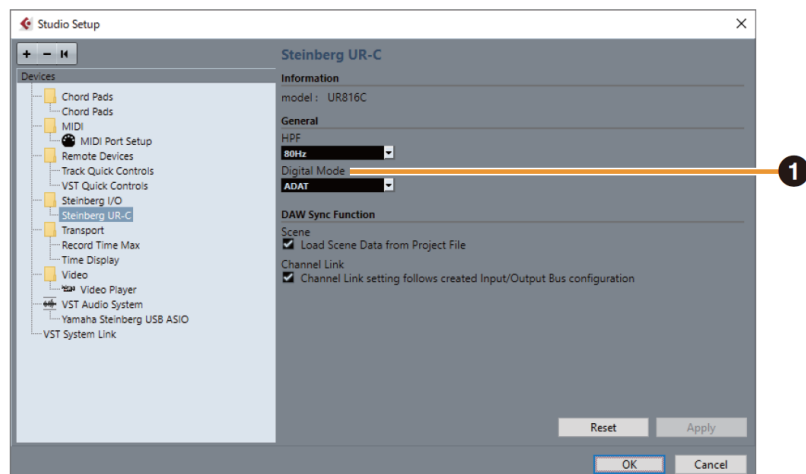 Studio Setup
Devices
Chord Pads
Chord Pads
MIDI
MIDI Port Setup
Remote Devices
Track Quick Controls
VST Quick Controls
Steinberg I/O
Steinberg UR-C
Transport
Record Time Max
Time Display
Video
Video Player
VST Audio System
Yamaha Steinberg USB ASIO
VST System Link
Steinberg UR-C
Information
model : UR816C
General
HPF
80Hz
Digital Mode
1
ADAT
DAW Sync Function
Scene
Load Scene Data from Project File
Channel Link
Channel Link setting follows created Input/Output Bus configuration
Reset Apply
OK Cancel